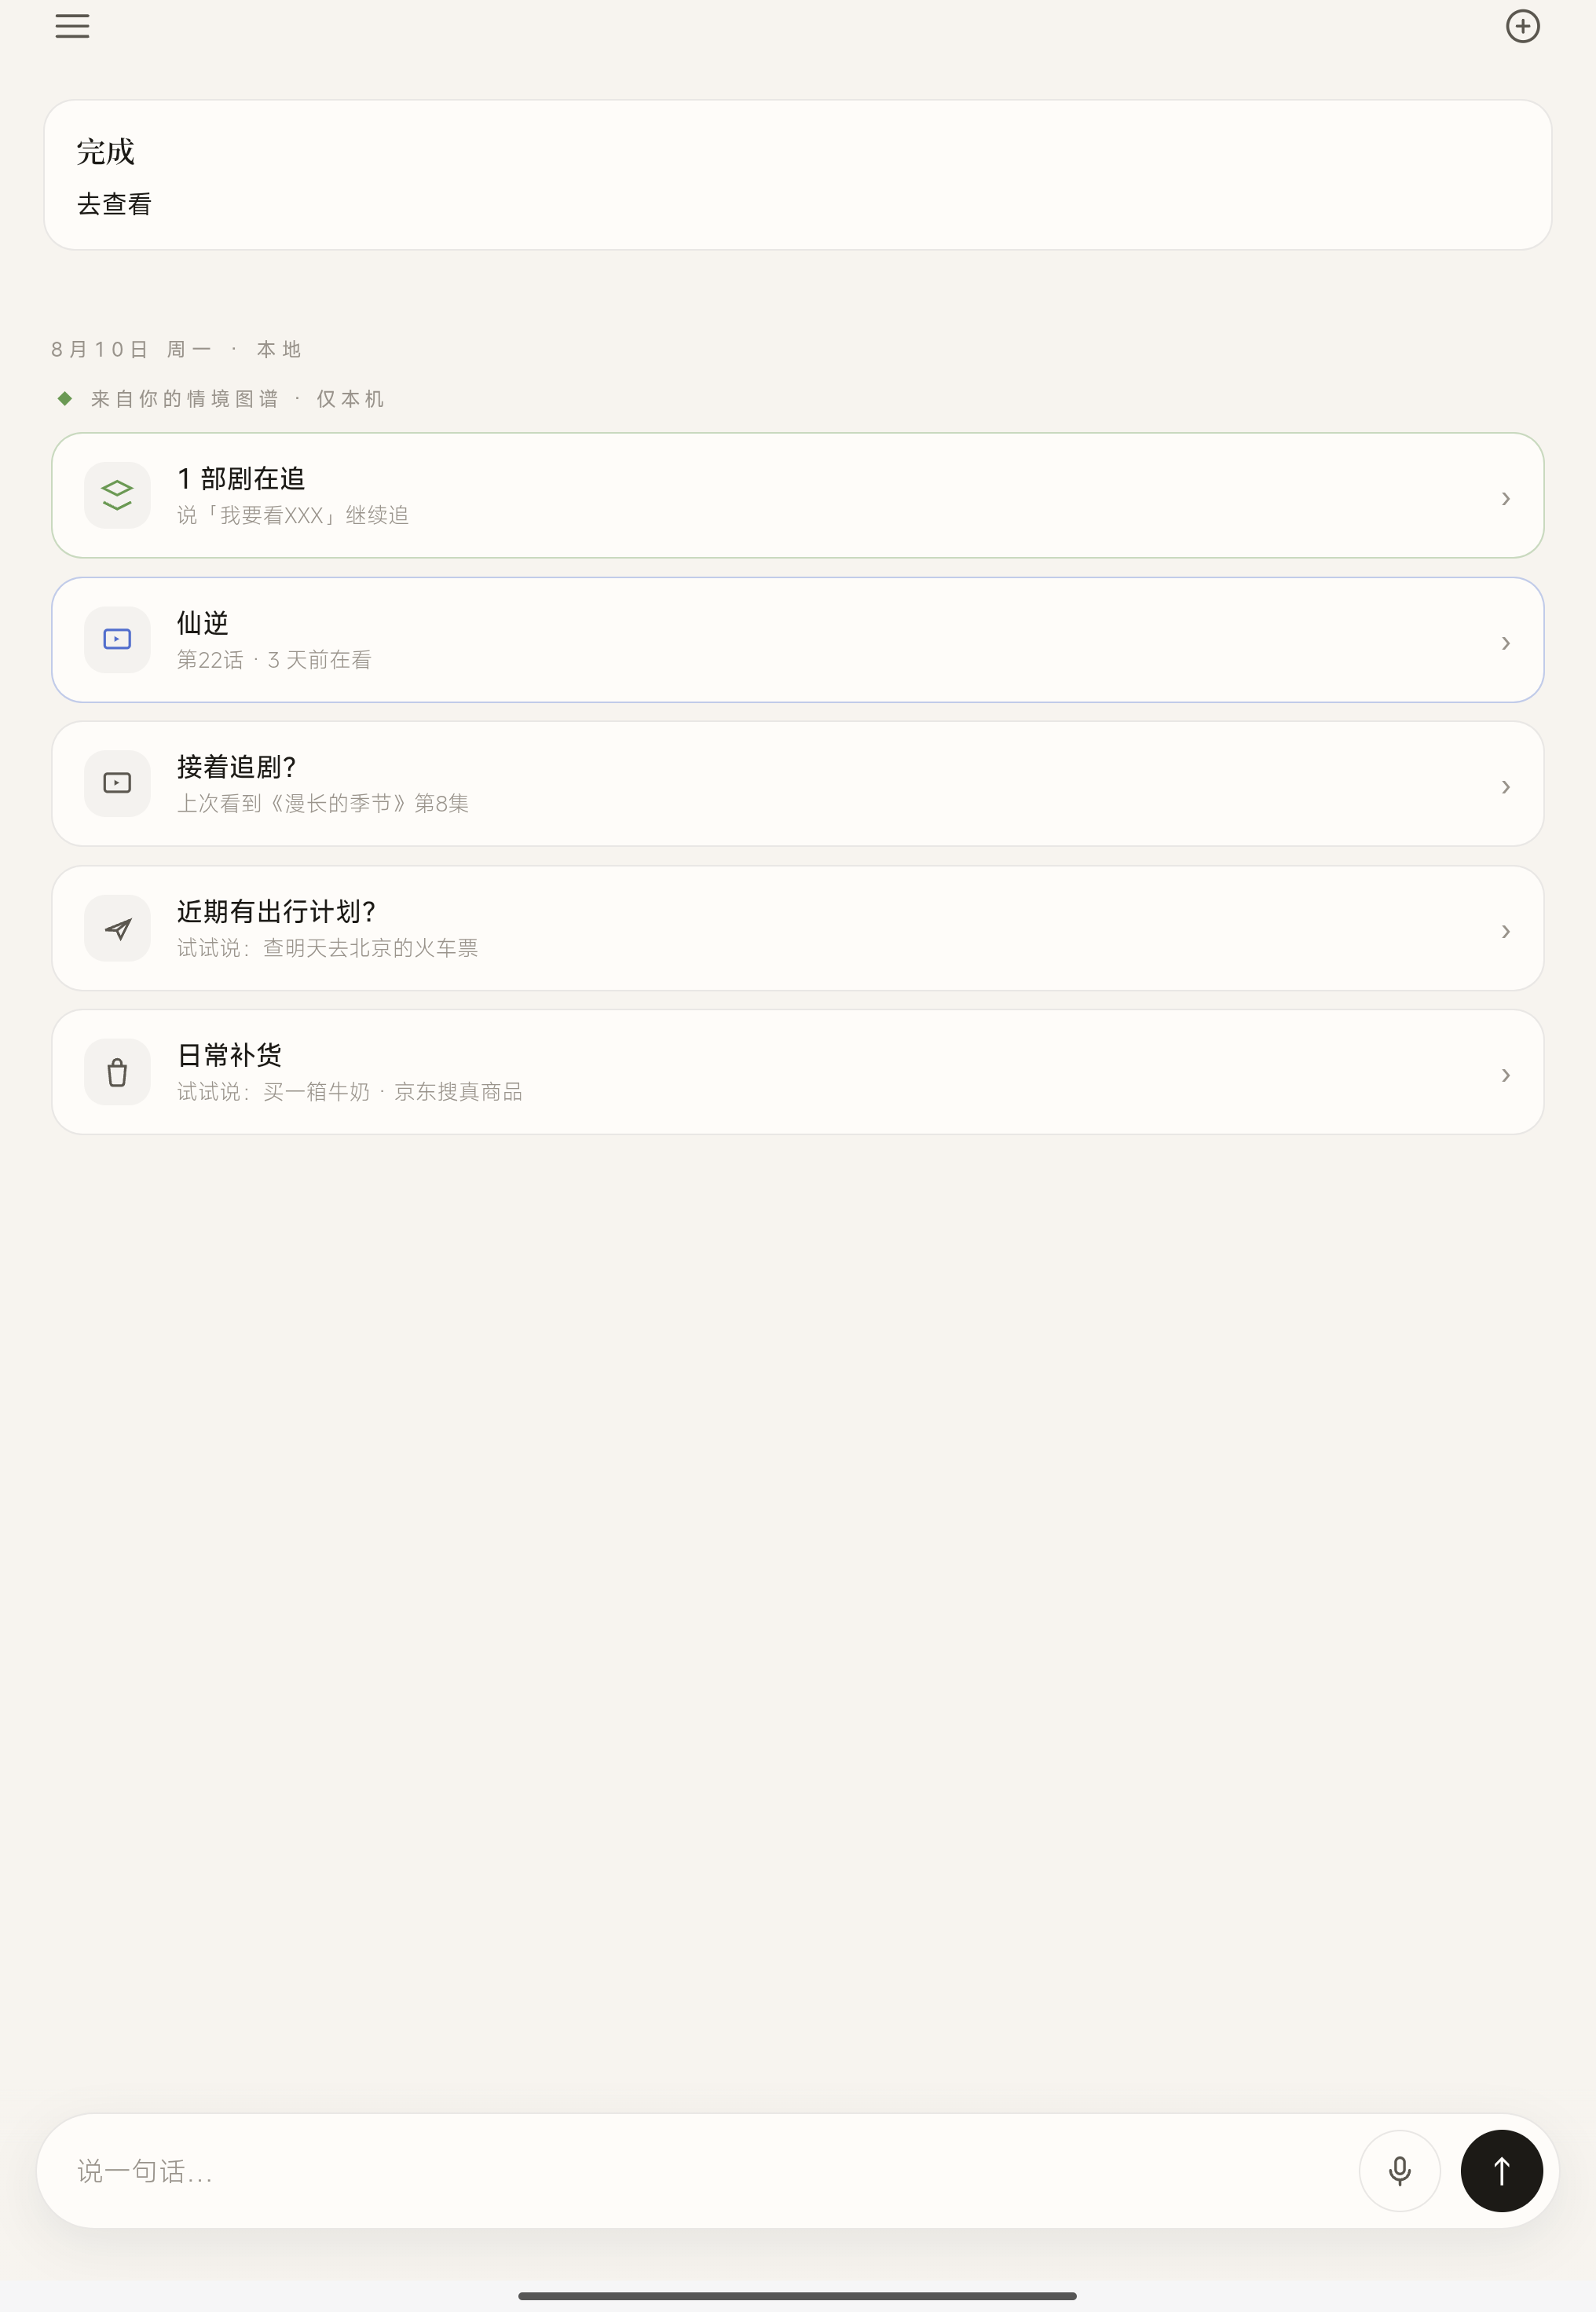 完成
去查看
8月10日 周一 · 本地
来自你的情境图谱 · 仅本机
1 部剧在追
说「我要看XXX」继续追
仙逆
第22话 · 3 天前在看
接着追剧?
上次看到《漫长的季节》第8集
近期有出行计划?
试试说：查明天去北京的火车票
日常补货
试试说：买一箱牛奶 · 京东搜真商品
说一句话...